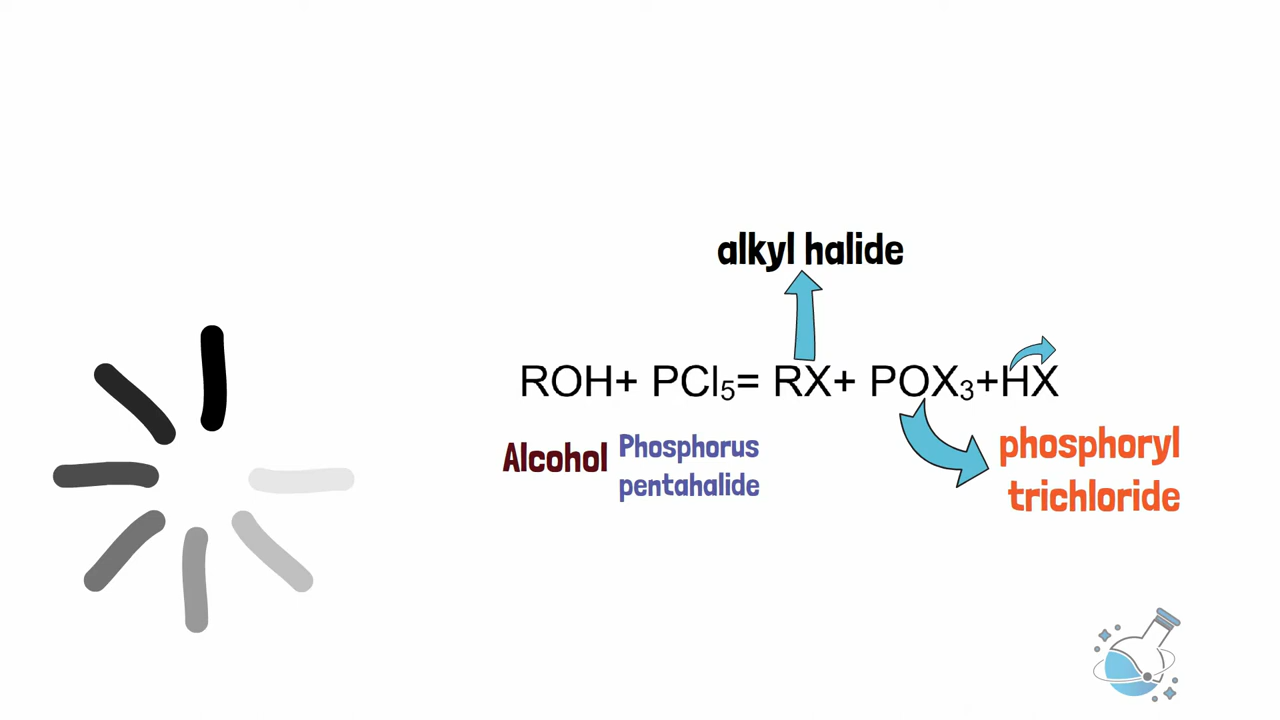 alkyl halide
ROH+ PCl₅= RX+ POX₃+HX
Alcohol
Phosphorus
pentahalide
phosphoryl
trichloride